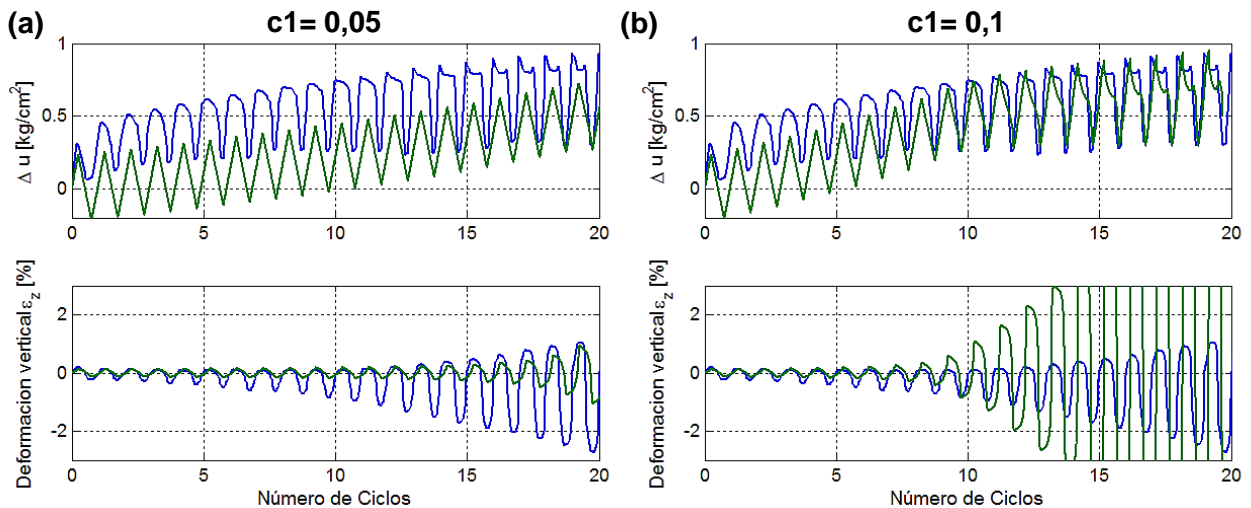 (a)
c1= 0,05
(b)
c1= 0,1
Δ u [kg/cm²]
1
0.5
0
0 5 10 15 20
Δ u [kg/cm²]
1
0.5
0
0 5 10 15 20
Deformacion vertical ε_z [%]
2
0
-2
0 5 10 15 20
Número de Ciclos
Deformacion vertical ε_z [%]
2
0
-2
0 5 10 15 20
Número de Ciclos